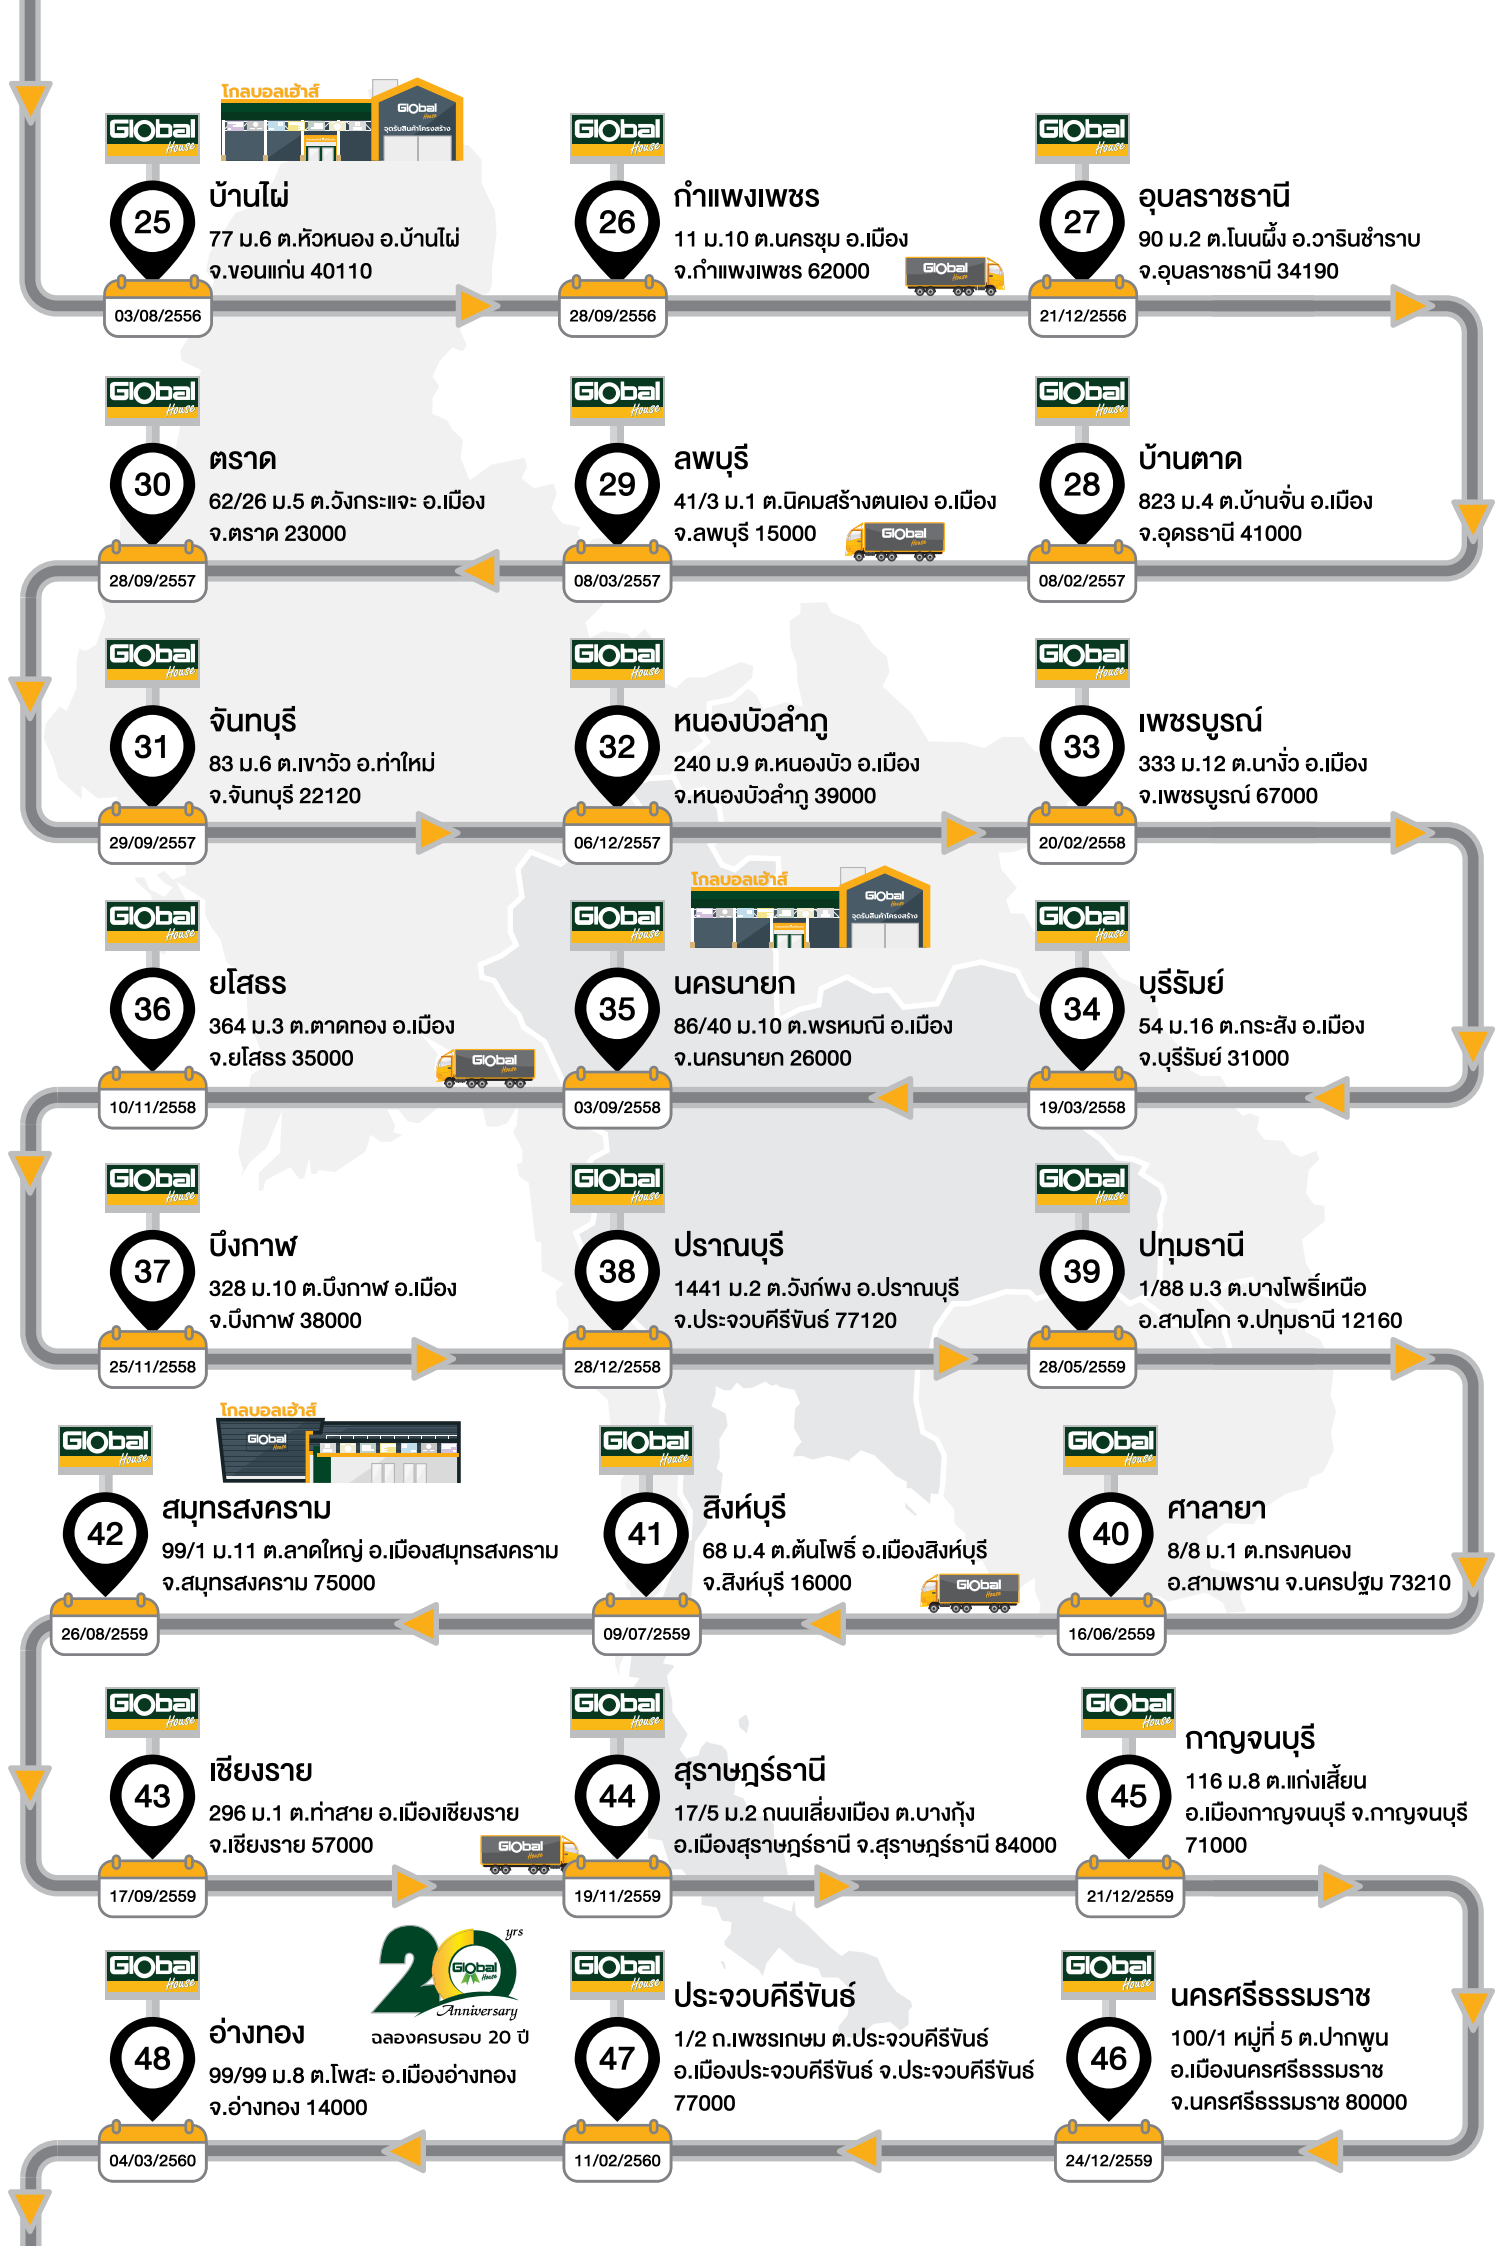 โกลบอลเฮ้าส์
Global
House
จุดรับสินค้าโครงสร้าง
Global
House
25
บ้านไผ่
77 ม.6 ต.หัวหนอง อ.บ้านไผ่
จ.ขอนแก่น 40110
03/08/2556
Global
House
26
กำแพงเพชร
11 ม.10 ต.นครชุม อ.เมือง
จ.กำแพงเพชร 62000
28/09/2556
Global
House
Global
House
27
อุบลราชธานี
90 ม.2 ต.โนนผึ้ง อ.วารินชำราบ
จ.อุบลราชธานี 34190
21/12/2556
Global
House
30
ตราด
62/26 ม.5 ต.วังกระแจะ อ.เมือง
จ.ตราด 23000
28/09/2557
Global
House
29
ลพบุรี
41/3 ม.1 ต.นิคมสร้างตนเอง อ.เมือง
จ.ลพบุรี 15000
08/03/2557
Global
House
Global
House
28
บ้านตาด
823 ม.4 ต.บ้านจั่น อ.เมือง
จ.อุดรธานี 41000
08/02/2557
Global
House
31
จันทบุรี
83 ม.6 ต.เขาวัว อ.ท่าใหม่
จ.จันทบุรี 22120
29/09/2557
Global
House
32
หนองบัวลำภู
240 ม.9 ต.หนองบัว อ.เมือง
จ.หนองบัวลำภู 39000
06/12/2557
Global
House
33
เพชรบูรณ์
333 ม.12 ต.นางั่ว อ.เมือง
จ.เพชรบูรณ์ 67000
20/02/2558
โกลบอลเฮ้าส์
Global
House
จุดรับสินค้าโครงสร้าง
Global
House
36
ยโสธร
364 ม.3 ต.ตาดทอง อ.เมือง
จ.ยโสธร 35000
10/11/2558
Global
House
Global
House
35
นครนายก
86/40 ม.10 ต.พรหมณี อ.เมือง
จ.นครนายก 26000
03/09/2558
Global
House
34
บุรีรัมย์
54 ม.16 ต.กระสัง อ.เมือง
จ.บุรีรัมย์ 31000
19/03/2558
Global
House
37
บึงกาฬ
328 ม.10 ต.บึงกาฬ อ.เมือง
จ.บึงกาฬ 38000
25/11/2558
Global
House
38
ปราณบุรี
1441 ม.2 ต.วังก์พง อ.ปราณบุรี
จ.ประจวบคีรีขันธ์ 77120
28/12/2558
Global
House
39
ปทุมธานี
1/88 ม.3 ต.บางโพธิ์เหนือ
อ.สามโคก จ.ปทุมธานี 12160
28/05/2559
โกลบอลเฮ้าส์
Global
House
Global
House
42
สมุทรสงคราม
99/1 ม.11 ต.ลาดใหญ่ อ.เมืองสมุทรสงคราม
จ.สมุทรสงคราม 75000
26/08/2559
Global
House
41
สิงห์บุรี
68 ม.4 ต.ต้นโพธิ์ อ.เมืองสิงห์บุรี
จ.สิงห์บุรี 16000
09/07/2559
Global
House
Global
House
40
ศาลายา
8/8 ม.1 ต.ทรงคนอง
อ.สามพราน จ.นครปฐม 73210
16/06/2559
Global
House
43
เชียงราย
296 ม.1 ต.ท่าสาย อ.เมืองเชียงราย
จ.เชียงราย 57000
17/09/2559
Global
House
Global
House
44
สุราษฎร์ธานี
17/5 ม.2 ถนนเลี่ยงเมือง ต.บางกุ้ง
อ.เมืองสุราษฎร์ธานี จ.สุราษฎร์ธานี 84000
19/11/2559
Global
House
45
กาญจนบุรี
116 ม.8 ต.แก่งเสี้ยน
อ.เมืองกาญจนบุรี จ.กาญจนบุรี
71000
21/12/2559
Global
House
48
อ่างทอง
99/99 ม.8 ต.โพสะ อ.เมืองอ่างทอง
จ.อ่างทอง 14000
04/03/2560
20 yrs
Global
House
Anniversary
ฉลองครบรอบ 20 ปี
Global
House
47
ประจวบคีรีขันธ์
1/2 ถ.เพชรเกษม ต.ประจวบคีรีขันธ์
อ.เมืองประจวบคีรีขันธ์ จ.ประจวบคีรีขันธ์
77000
11/02/2560
Global
House
46
นครศรีธรรมราช
100/1 หมู่ที่ 5 ต.ปากพูน
อ.เมืองนครศรีธรรมราช
จ.นครศรีธรรมราช 80000
24/12/2559